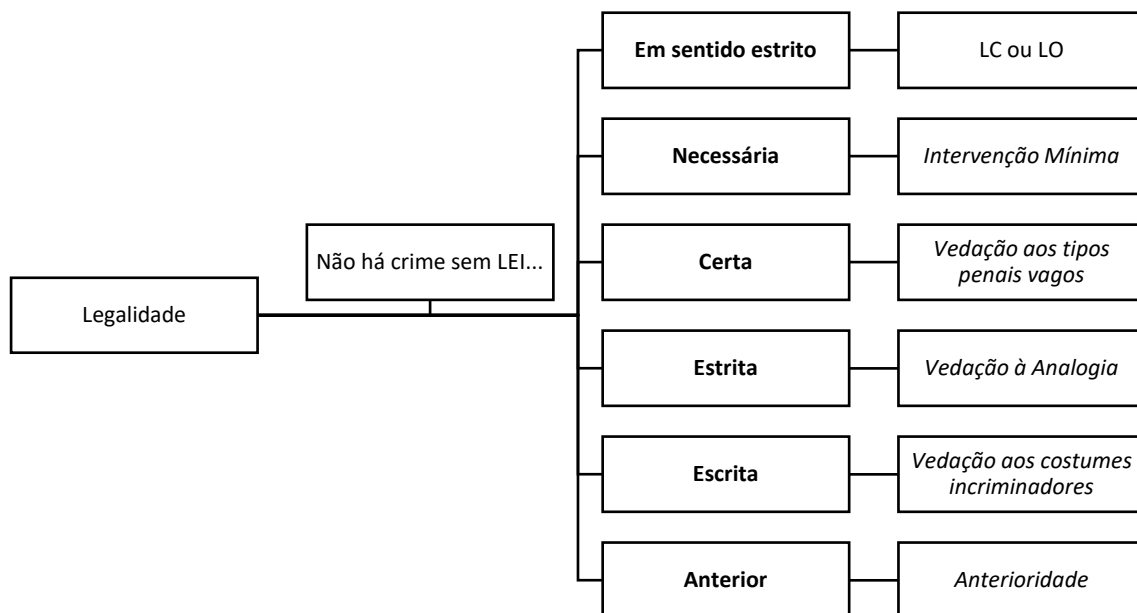 Legalidade
Não há crime sem LEI...
Em sentido estrito
LC ou LO
Necessária
Intervenção Mínima
Certa
Vedação aos tipos
penais vagos
Estrita
Vedação à Analogia
Escrita
Vedação aos costumes
incriminadores
Anterior
Anterioridade